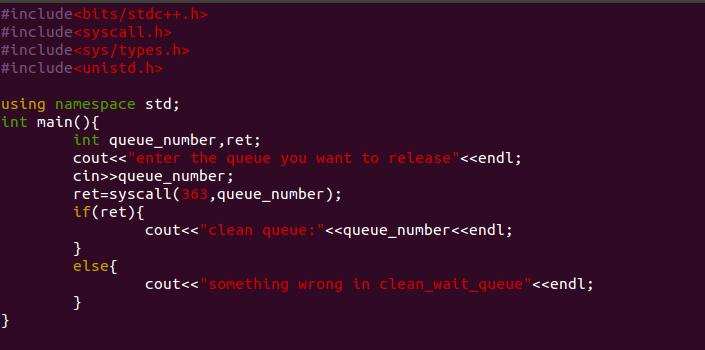 #include<bits/stdc++.h>
#include<syscall.h>
#include<sys/types.h>
#include<unistd.h>
using namespace std;
int main(){
int queue_number,ret;
cout<<"enter the queue you want to release"<<endl;
cin>>queue_number;
ret=syscall(363,queue_number);
if(ret){
cout<<"clean queue:"<<queue_number<<endl;
}
else{
cout<<"something wrong in clean_wait_queue"<<endl;
}
}